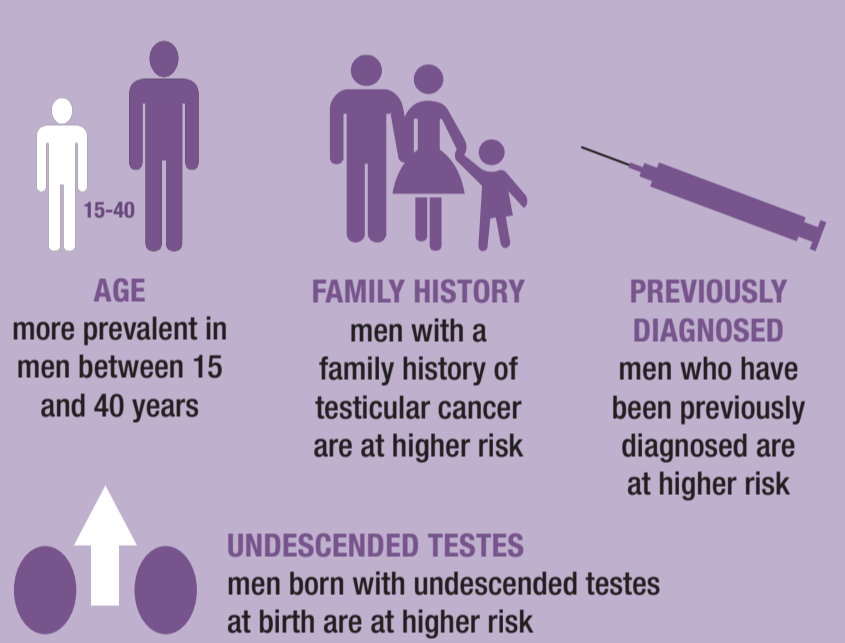 15-40
AGE
more prevalent in
men between 15
and 40 years
FAMILY HISTORY
men with a
family history of
testicular cancer
are at higher risk
PREVIOUSLY
DIAGNOSED
men who have
been previously
diagnosed are
at higher risk
UNDESCENDED TESTES
men born with undescended testes
at birth are at higher risk